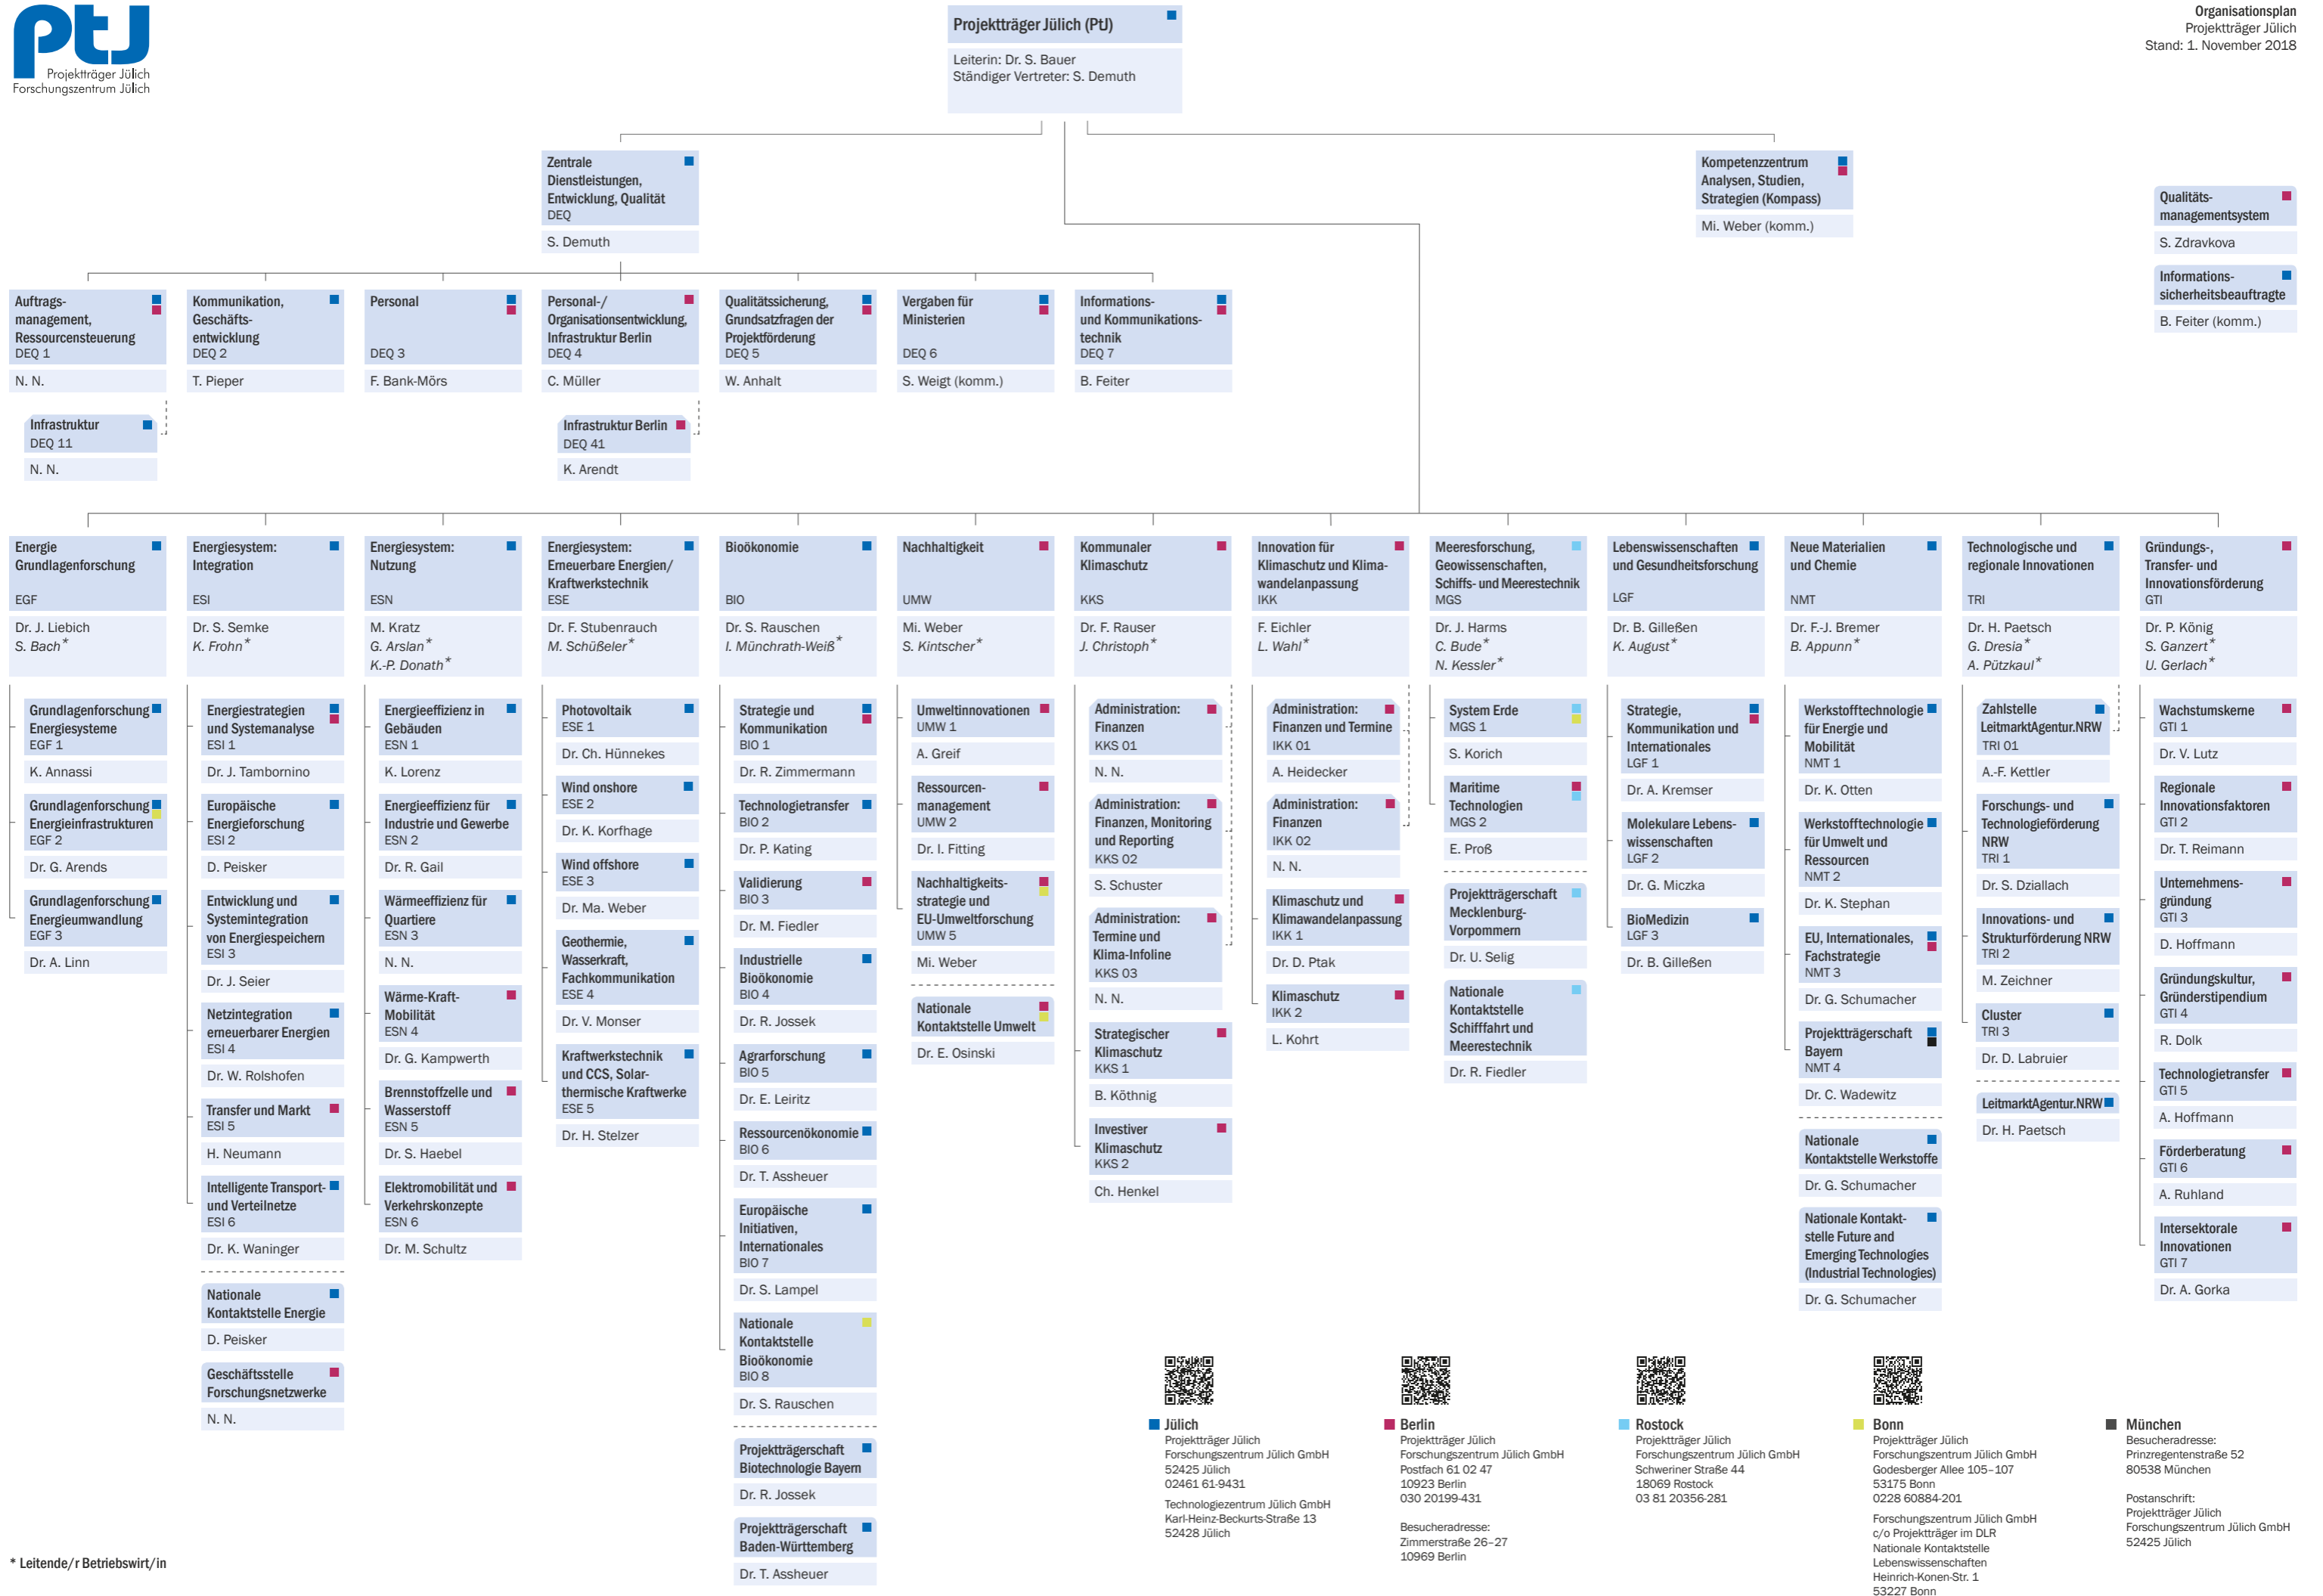 ptJ
Projektträger Jülich
Forschungszentrum Jülich
Projektträger Jülich (PtJ)
Leiterin: Dr. S. Bauer
Ständiger Vertreter: S. Demuth
Organisationsplan
Projektträger Jülich
Stand: 1. November 2018
Zentrale
Dienstleistungen,
Entwicklung, Qualität
DEQ
S. Demuth
Kompetenzzentrum
Analysen, Studien,
Strategien (Kompass)
Mi. Weber (komm.)
Qualitäts-
managementsystem
S. Zdravkova
Informations-
sicherheitsbeauftragte
B. Feiter (komm.)
Auftrags-
management,
Ressourcensteuerung
DEQ 1
N. N.
Infrastruktur
DEQ 11
N. N.
Kommunikation,
Geschäfts-
entwicklung
DEQ 2
T. Pieper
Personal
DEQ 3
F. Bank-Mörs
Personal-/
Organisationsentwicklung,
Infrastruktur Berlin
DEQ 4
C. Müller
Infrastruktur Berlin
DEQ 41
K. Arendt
Qualitätssicherung,
Grundsatzfragen der
Projektförderung
DEQ 5
W. Anhalt
Vergaben für
Ministerien
DEQ 6
S. Weigt (komm.)
Informations-
und Kommunikations-
technik
DEQ 7
B. Feiter
Energie
Grundlagenforschung
EGF
Dr. J. Liebich
S. Bach*
Grundlagenforschung
Energiesysteme
EGF 1
K. Annassi
Grundlagenforschung
Energieinfrastrukturen
EGF 2
Dr. G. Arends
Grundlagenforschung
Energieumwandlung
EGF 3
Dr. A. Linn
Energiesystem:
Integration
ESI
Dr. S. Semke
K. Frohn*
Energiestrategien
und Systemanalyse
ESI 1
Dr. J. Tambornino
Europäische
Energieforschung
ESI 2
D. Peisker
Entwicklung und
Systemintegration
von Energiespeichern
ESI 3
Dr. J. Seier
Netzintegration
erneuerbarer Energien
ESI 4
Dr. W. Rolshofen
Transfer und Markt
ESI 5
H. Neumann
Intelligente Transport-
und Verteilnetze
ESI 6
Dr. K. Waninger
Nationale
Kontaktstelle Energie
D. Peisker
Geschäftsstelle
Forschungsnetzwerke
N. N.
Energiesystem:
Nutzung
ESN
M. Kratz
G. Arslan*
K.-P. Donath*
Energieeffizienz in
Gebäuden
ESN 1
K. Lorenz
Energieeffizienz für
Industrie und Gewerbe
ESN 2
Dr. R. Gail
Wärmeeffizienz für
Quartiere
ESN 3
N. N.
Wärme-Kraft-
Mobilität
ESN 4
Dr. G. Kampwerth
Brennstoffzelle und
Wasserstoff
ESN 5
Dr. S. Haebel
Elektromobilität und
Verkehrskonzepte
ESN 6
Dr. M. Schultz
Energiesystem:
Erneuerbare Energien/
Kraftwerkstechnik
ESE
Dr. F. Stubenrauch
M. Schüßeler*
Photovoltaik
ESE 1
Dr. Ch. Hünnekes
Wind onshore
ESE 2
Dr. K. Korfhage
Wind offshore
ESE 3
Dr. Ma. Weber
Geothermie,
Wasserkraft,
Fachkommunikation
ESE 4
Dr. V. Monser
Kraftwerkstechnik
und CCS, Solar-
thermische Kraftwerke
ESE 5
Dr. H. Stelzer
Bioökonomie
BIO
Dr. S. Rauschen
I. Münchrath-Weiß*
Strategie und
Kommunikation
BIO 1
Dr. R. Zimmermann
Technologietransfer
BIO 2
Dr. P. Kating
Validierung
BIO 3
Dr. M. Fiedler
Industrielle
Bioökonomie
BIO 4
Dr. R. Jossek
Agrarforschung
BIO 5
Dr. E. Leiritz
Ressourcenökonomie
BIO 6
Dr. T. Assheuer
Europäische
Initiativen,
Internationales
BIO 7
Dr. S. Lampel
Nationale
Kontaktstelle
Bioökonomie
BIO 8
Dr. S. Rauschen
Projektträgerschaft
Biotechnologie Bayern
Dr. R. Jossek
Projektträgerschaft
Baden-Württemberg
Dr. T. Assheuer
Nachhaltigkeit
UMW
Mi. Weber
S. Kintscher*
Umweltinnovationen
UMW 1
A. Greif
Ressourcen-
management
UMW 2
Dr. I. Fitting
Nachhaltigkeits-
strategie und
EU-Umweltforschung
UMW 5
Mi. Weber
Nationale
Kontaktstelle Umwelt
Dr. E. Osinski
Kommunaler
Klimaschutz
KKS
Dr. F. Rauser
J. Christoph*
Administration:
Finanzen
KKS 01
N. N.
Administration:
Finanzen, Monitoring
und Reporting
KKS 02
S. Schuster
Administration:
Termine und
Klima-Infoline
KKS 03
N. N.
Strategischer
Klimaschutz
KKS 1
B. Köthnig
Investiver
Klimaschutz
KKS 2
Ch. Henkel
Innovation für
Klimaschutz und Klima-
wandelanpassung
IKK
F. Eichler
L. Wahl*
Administration:
Finanzen und Termine
IKK 01
A. Heidecker
Administration:
Finanzen
IKK 02
N. N.
Klimaschutz und
Klimawandelanpassung
IKK 1
Dr. D. Ptak
Klimaschutz
IKK 2
L. Kohrt
Meeresforschung,
Geowissenschaften,
Schiffs- und Meerestechnik
MGS
Dr. J. Harms
C. Bude*
N. Kessler*
System Erde
MGS 1
S. Korich
Maritime
Technologien
MGS 2
E. Proß
Projektträgerschaft
Mecklenburg-
Vorpommern
Dr. U. Selig
Nationale
Kontaktstelle
Schifffahrt und
Meerestechnik
Dr. R. Fiedler
Lebenswissenschaften
und Gesundheitsforschung
LGF
Dr. B. Gilleßen
K. August*
Strategie,
Kommunikation und
Internationales
LGF 1
Dr. A. Kremser
Molekulare Lebens-
wissenschaften
LGF 2
Dr. G. Miczka
BioMedizin
LGF 3
Dr. B. Gilleßen
Neue Materialien
und Chemie
NMT
Dr. F.-J. Bremer
B. Appunn*
Werkstofftechnologie
für Energie und
Mobilität
NMT 1
Dr. K. Otten
Werkstofftechnologie
für Umwelt und
Ressourcen
NMT 2
Dr. K. Stephan
EU, Internationales,
Fachstrategie
NMT 3
Dr. G. Schumacher
Projektträgerschaft
Bayern
NMT 4
Dr. C. Wadewitz
Nationale
Kontaktstelle Werkstoffe
Dr. G. Schumacher
Nationale Kontakt-
stelle Future and
Emerging Technologies
(Industrial Technologies)
Dr. G. Schumacher
Technologische und
regionale Innovationen
TRI
Dr. H. Paetsch
G. Dresia*
A. Pützkaul*
Zahlstelle
LeitmarktAgentur.NRW
TRI 01
A.-F. Kettler
Forschungs- und
Technologieförderung
NRW
TRI 1
Dr. S. Dziallach
Innovations- und
Strukturförderung NRW
TRI 2
M. Zeichner
Cluster
TRI 3
Dr. D. Labruier
LeitmarktAgentur.NRW
Dr. H. Paetsch
Gründungs-,
Transfer- und
Innovationsförderung
GTI
Dr. P. König
S. Ganzert*
U. Gerlach*
Wachstumskerne
GTI 1
Dr. V. Lutz
Regionale
Innovationsfaktoren
GTI 2
Dr. T. Reimann
Unternehmens-
gründung
GTI 3
D. Hoffmann
Gründungskultur,
Gründerstipendium
GTI 4
R. Dolk
Technologietransfer
GTI 5
A. Hoffmann
Förderberatung
GTI 6
A. Ruhland
Intersektorale
Innovationen
GTI 7
Dr. A. Gorka
Jülich
Projektträger Jülich
Forschungszentrum Jülich GmbH
52425 Jülich
02461 61-9431
Technologiezentrum Jülich GmbH
Karl-Heinz-Beckurts-Straße 13
52428 Jülich
Berlin
Projektträger Jülich
Forschungszentrum Jülich GmbH
Postfach 61 02 47
10923 Berlin
030 20199-431
Besucheradresse:
Zimmerstraße 26–27
10969 Berlin
Rostock
Projektträger Jülich
Forschungszentrum Jülich GmbH
Schweriner Straße 44
18069 Rostock
03 81 20356-281
Bonn
Projektträger Jülich
Forschungszentrum Jülich GmbH
Godesberger Allee 105–107
53175 Bonn
0228 60884-201
Forschungszentrum Jülich GmbH
c/o Projektträger im DLR
Nationale Kontaktstelle
Lebenswissenschaften
Heinrich-Konen-Str. 1
53227 Bonn
München
Besucheradresse:
Prinzregentenstraße 52
80538 München
Postanschrift:
Projektträger Jülich
Forschungszentrum Jülich GmbH
52425 Jülich
* Leitende/r Betriebswirt/in